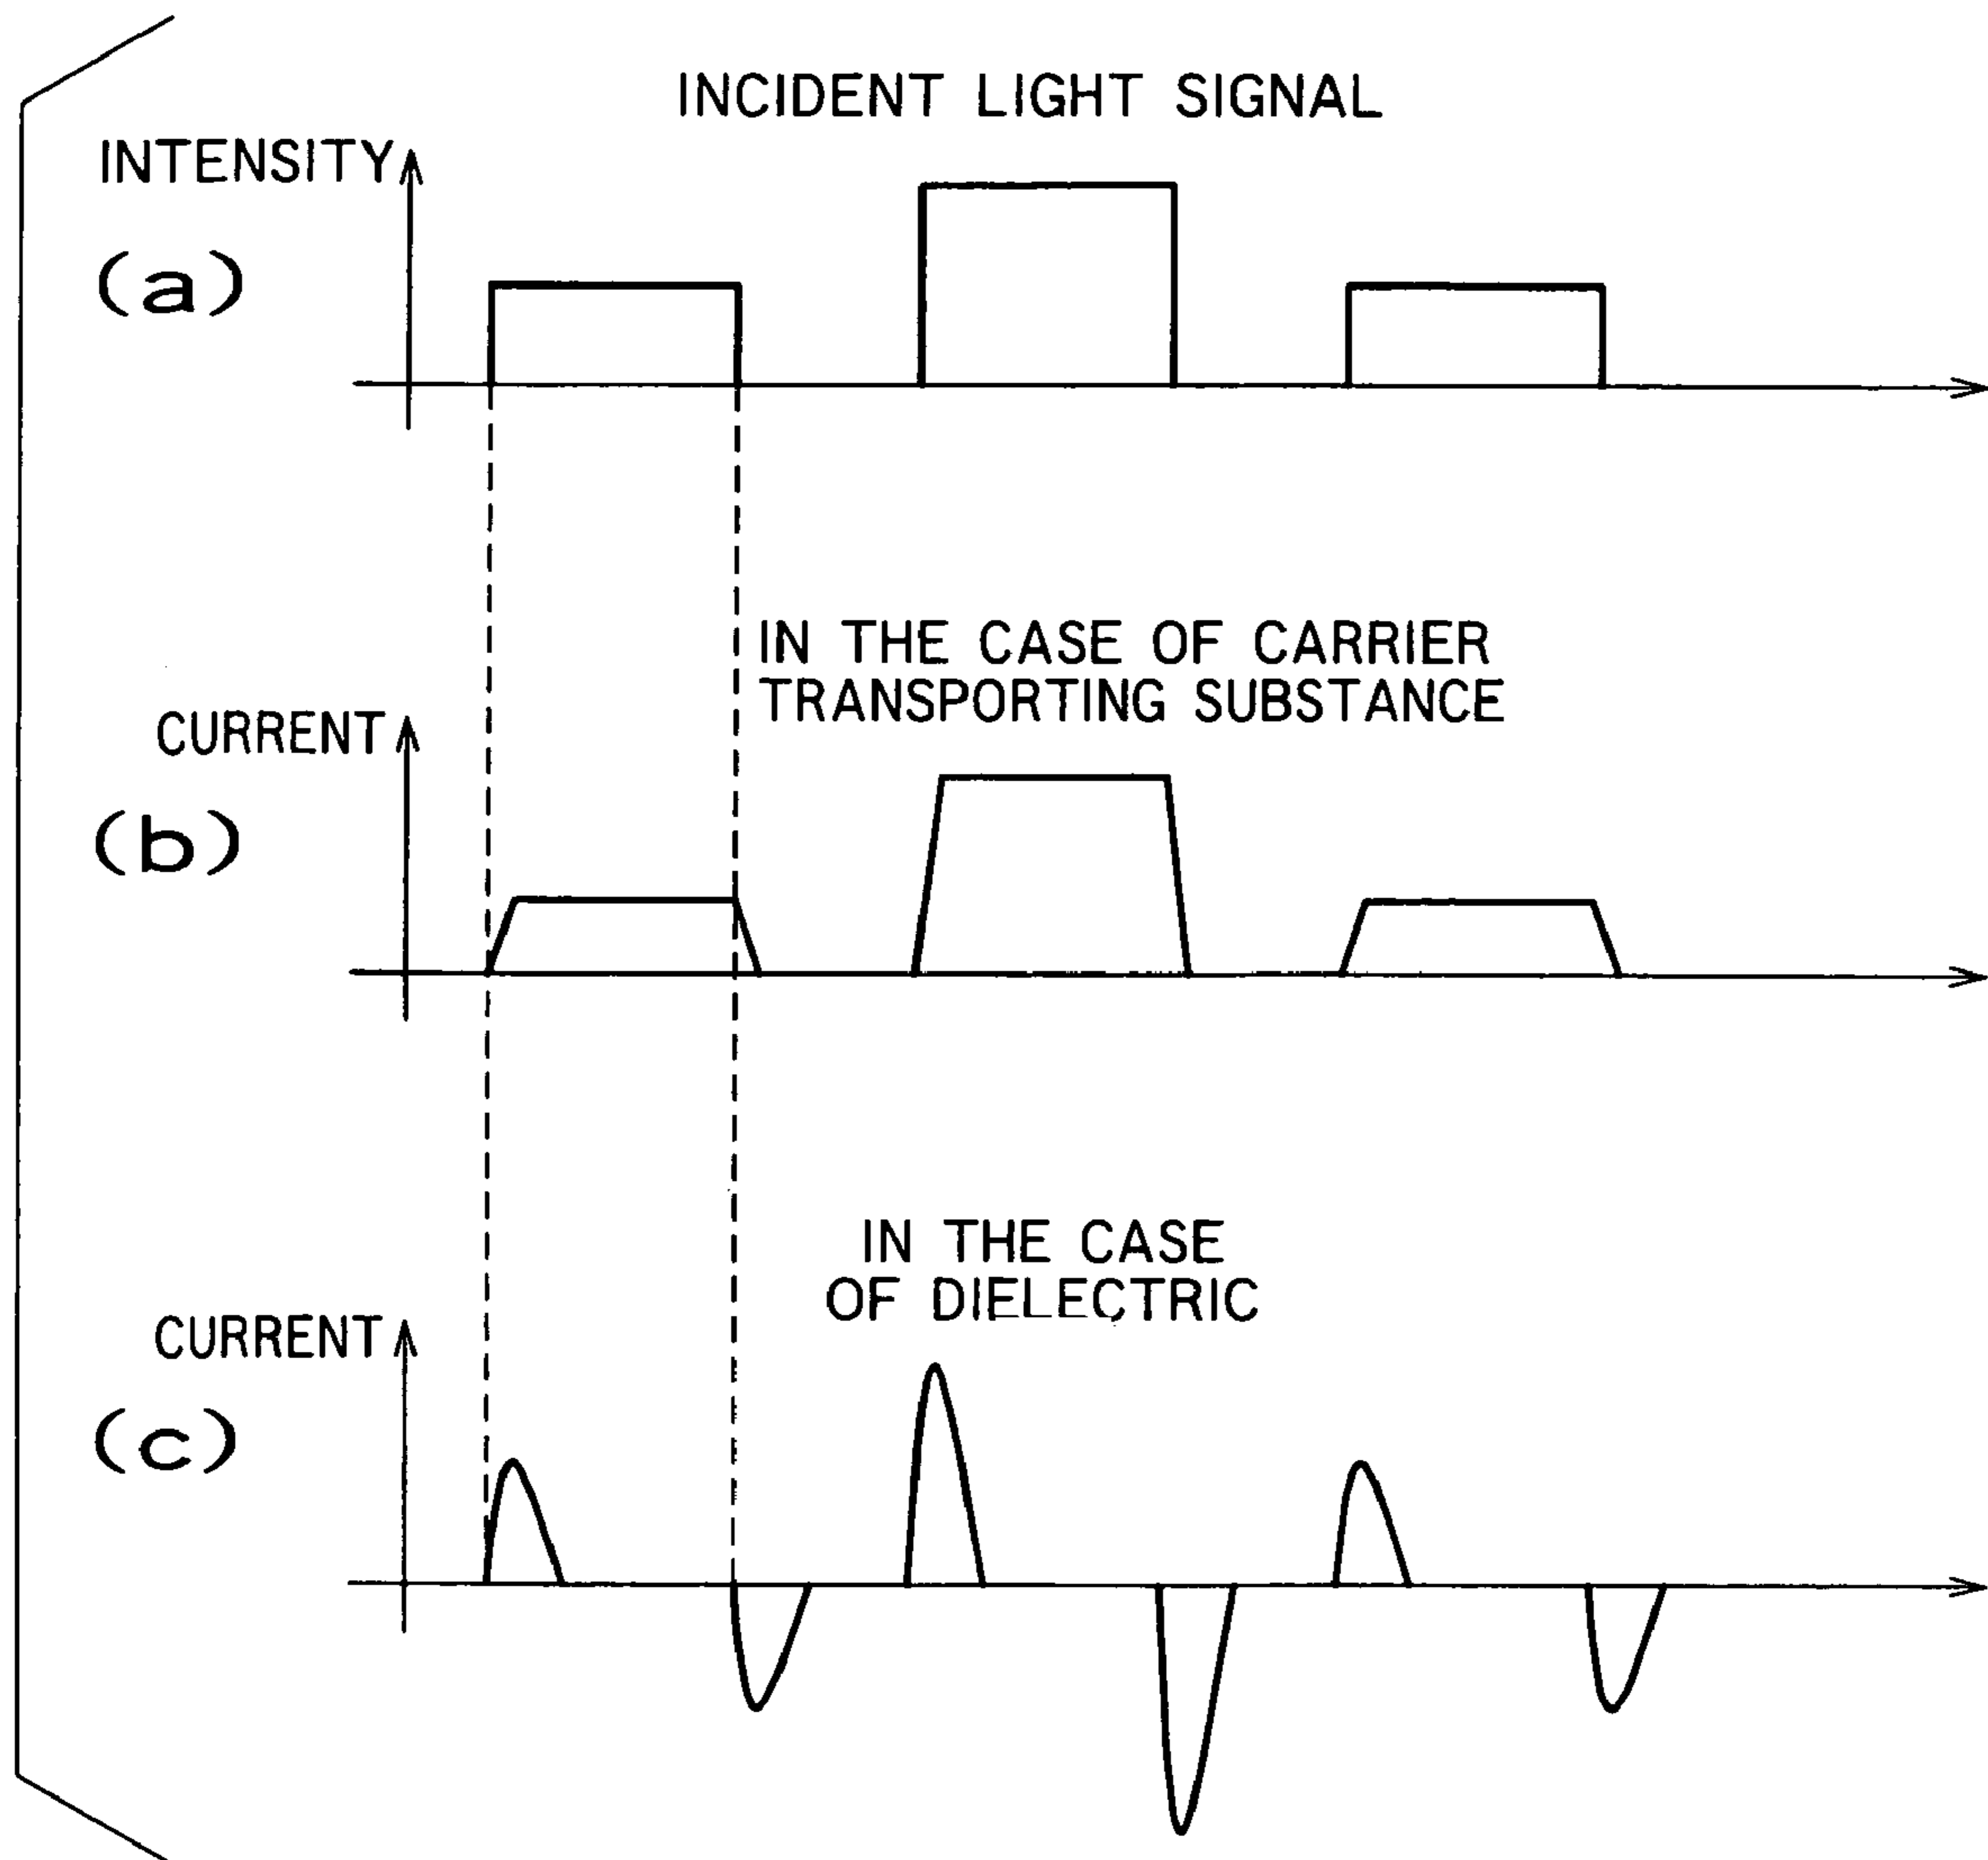 INCIDENT LIGHT SIGNAL
INTENSITY
(a)
IN THE CASE OF CARRIER
TRANSPORTING SUBSTANCE
CURRENT
(b)
IN THE CASE
OF DIELECTRIC
CURRENT
(c)